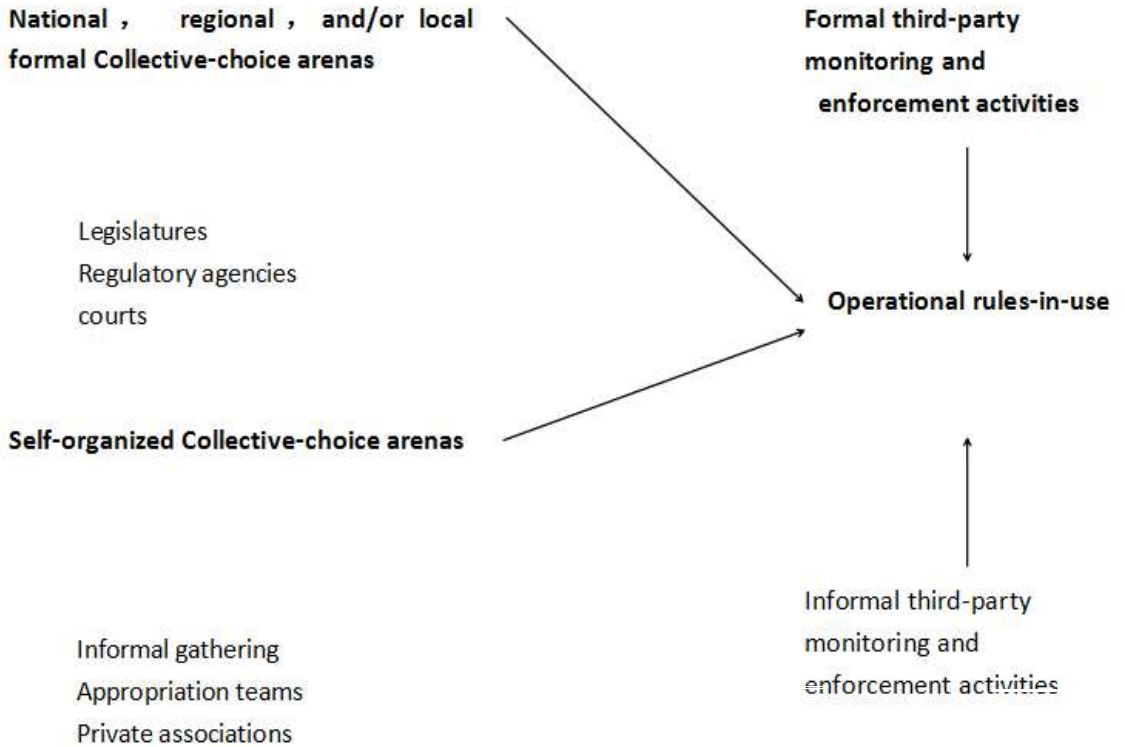 National， regional， and/or local
formal Collective-choice arenas
Legislatures
Regulatory agencies
courts
Self-organized Collective-choice arenas
Informal gathering
Appropriation teams
Private associations
Formal third-party
monitoring and
enforcement activities
Operational rules-in-use
Informal third-party
monitoring and
enforcement activities